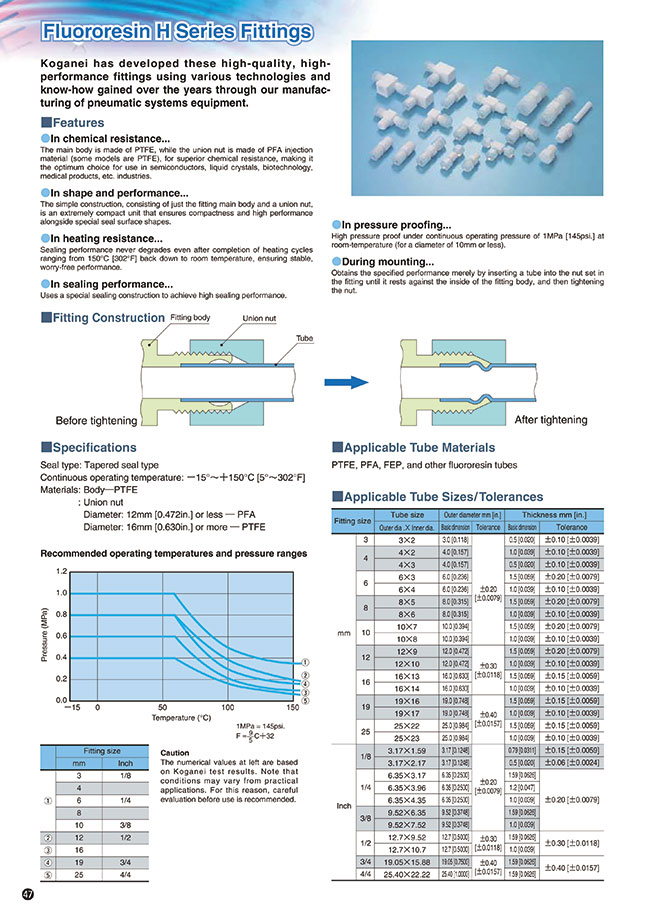 Fluororesin H Series Fittings
Koganei has developed these high-quality, high-
performance fittings using various technologies and
know-how gained over the years through our manufac-
turing of pneumatic systems equipment.
■Features
●In chemical resistance...
The main body is made of PTFE, while the union nut is made of PFA injection
material (some models are PTFE), for superior chemical resistance, making it
the optimum choice for use in semiconductors, liquid crystals, biotechnology,
medical products, etc. industries.
●In shape and performance...
The simple construction, consisting of just the fitting main body and a union nut,
is an extremely compact unit that ensures compactness and high performance
alongside special seal surface shapes.
●In heating resistance...
Sealing performance never degrades even after completion of heating cycles
ranging from 150°C [302°F] back down to room temperature, ensuring stable,
worry-free performance.
●In sealing performance...
Uses a special sealing construction to achieve high sealing performance.
●In pressure proofing...
High pressure proof under continuous operating pressure of 1MPa [145psi.] at
room-temperature (for a diameter of 10mm or less).
●During mounting...
Obtains the specified performance merely by inserting a tube into the nut set in
the fitting until it rests against the inside of the fitting body, and then tightening
the nut.
■Fitting Construction
Fitting body
Union nut
Tube
Before tightening
After tightening
■Specifications
Seal type: Tapered seal type
Continuous operating temperature: −15°～＋150°C [5°～302°F]
Materials: Body—PTFE
: Union nut
Diameter: 12mm [0.472in.] or less — PFA
Diameter: 16mm [0.630in.] or more — PTFE
Recommended operating temperatures and pressure ranges
Pressure (MPa)
1.2
1.0
0.8
0.6
0.4
0.2
0.0
−15 0 50 100 150
Temperature (°C)
① ② ④ ③ ⑤
1MPa = 145psi.
F = 9/5 C＋32
Fitting size
mm Inch
① 3 1/8
4
6 1/4
8
10 3/8
② 12 1/2
③ 16
④ 19 3/4
⑤ 25 4/4
Caution
The numerical values at left are based
on Koganei test results. Note that
conditions may vary from practical
applications. For this reason, careful
evaluation before use is recommended.
■Applicable Tube Materials
PTFE, PFA, FEP, and other fluororesin tubes
■Applicable Tube Sizes/Tolerances
Fitting size Tube size Outer diameter mm [in.] Thickness mm [in.]
Outer dia .X Inner dia. Basic dimension Tolerance Basic dimension Tolerance
mm
3 3×2 3.0 [0.118] ±0.20 [±0.0079] 0.5 [0.020] ±0.10 [±0.0039]
4 4×2 4.0 [0.157] 1.0 [0.039] ±0.10 [±0.0039]
4×3 4.0 [0.157] 0.5 [0.020] ±0.10 [±0.0039]
6 6×3 6.0 [0.236] 1.5 [0.059] ±0.20 [±0.0079]
6×4 6.0 [0.236] 1.0 [0.039] ±0.10 [±0.0039]
8 8×5 8.0 [0.315] 1.5 [0.059] ±0.20 [±0.0079]
8×6 8.0 [0.315] 1.0 [0.039] ±0.10 [±0.0039]
10 10×7 10.0 [0.394] 1.5 [0.059] ±0.20 [±0.0079]
10×8 10.0 [0.394] 1.0 [0.039] ±0.10 [±0.0039]
12 12×9 12.0 [0.472] ±0.30 [±0.0118] 1.5 [0.059] ±0.20 [±0.0079]
12×10 12.0 [0.472] 1.0 [0.039] ±0.10 [±0.0039]
16 16×13 16.0 [0.630] 1.5 [0.059] ±0.15 [±0.0059]
16×14 16.0 [0.630] 1.0 [0.039] ±0.10 [±0.0039]
19 19×16 19.0 [0.748] ±0.40 [±0.0157] 1.5 [0.059] ±0.15 [±0.0059]
19×17 19.0 [0.748] 1.0 [0.039] ±0.10 [±0.0039]
25 25×22 25.0 [0.984] 1.5 [0.059] ±0.15 [±0.0059]
25×23 25.0 [0.984] 1.0 [0.039] ±0.10 [±0.0039]
Inch
1/8 3.17×1.59 3.17 [0.1248] ±0.20 [±0.0079] 0.79 [0.0311] ±0.15 [±0.0059]
3.17×2.17 3.17 [0.1248] 0.5 [0.020] ±0.06 [±0.0024]
1/4 6.35×3.17 6.35 [0.2500] 1.59 [0.0626] ±0.20 [±0.0079]
6.35×3.96 6.35 [0.2500] 1.2 [0.047]
6.35×4.35 6.35 [0.2500] 1.0 [0.039]
3/8 9.52×6.35 9.52 [0.3748] 1.59 [0.0626]
9.52×7.52 9.52 [0.3748] 1.0 [0.039]
1/2 12.7×9.52 12.7 [0.5000] ±0.30 [±0.0118] 1.59 [0.0626] ±0.30 [±0.0118]
12.7×10.7 12.7 [0.5000] 1.0 [0.039]
3/4 19.05×15.88 19.05 [0.7500] ±0.40 [±0.0157] 1.59 [0.0626] ±0.40 [±0.0157]
4/4 25.40×22.22 25.40 [1.0000] 1.59 [0.0626]
47